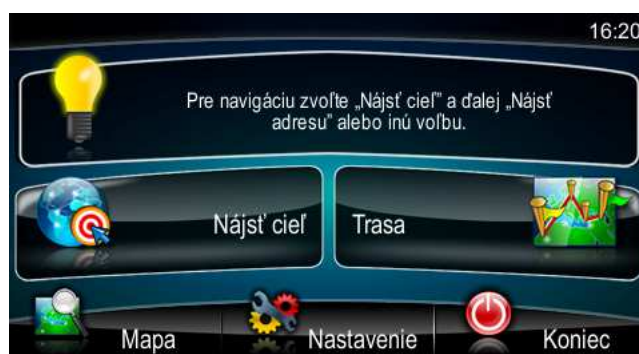 16:20
Pre navigáciu zvoľte „Nájsť cieľ” a ďalej „Nájsť
adresu” alebo inú voľbu.
Nájsť cieľ
Trasa
Mapa
Nastavenie
Koniec